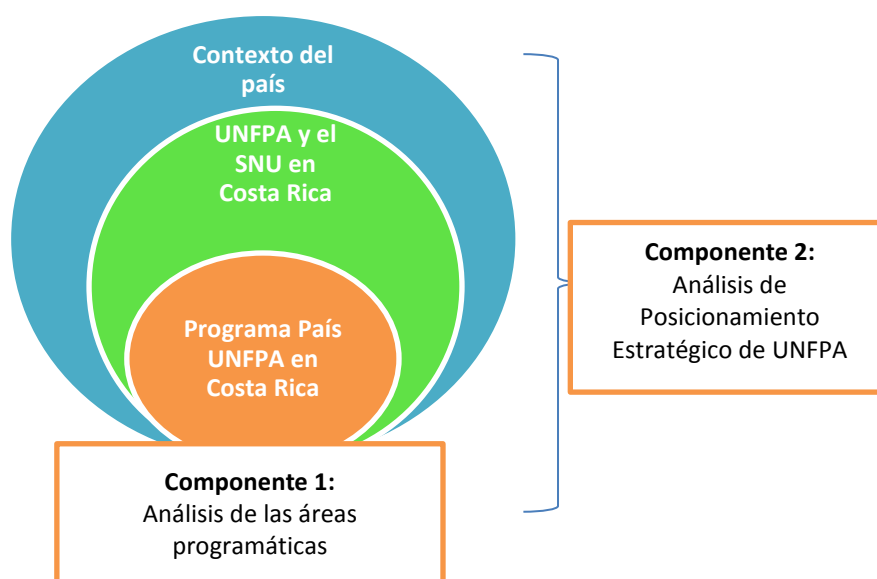 Contexto del
país
UNFPA y el
SNU en
Costa Rica
Programa País
UNFPA en
Costa Rica
Componente 1:
Análisis de las áreas
programáticas
Componente 2:
Análisis de
Posicionamiento
Estratégico de UNFPA